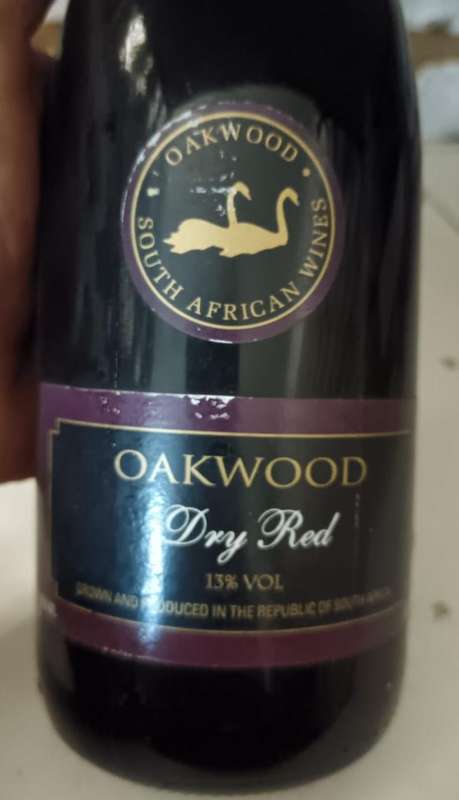 OAKWOOD
SOUTH AFRICAN WINES
OAKWOOD
Dry Red
13% VOL
GROWN AND PRODUCED IN THE REPUBLIC OF SOUTH AFRICA